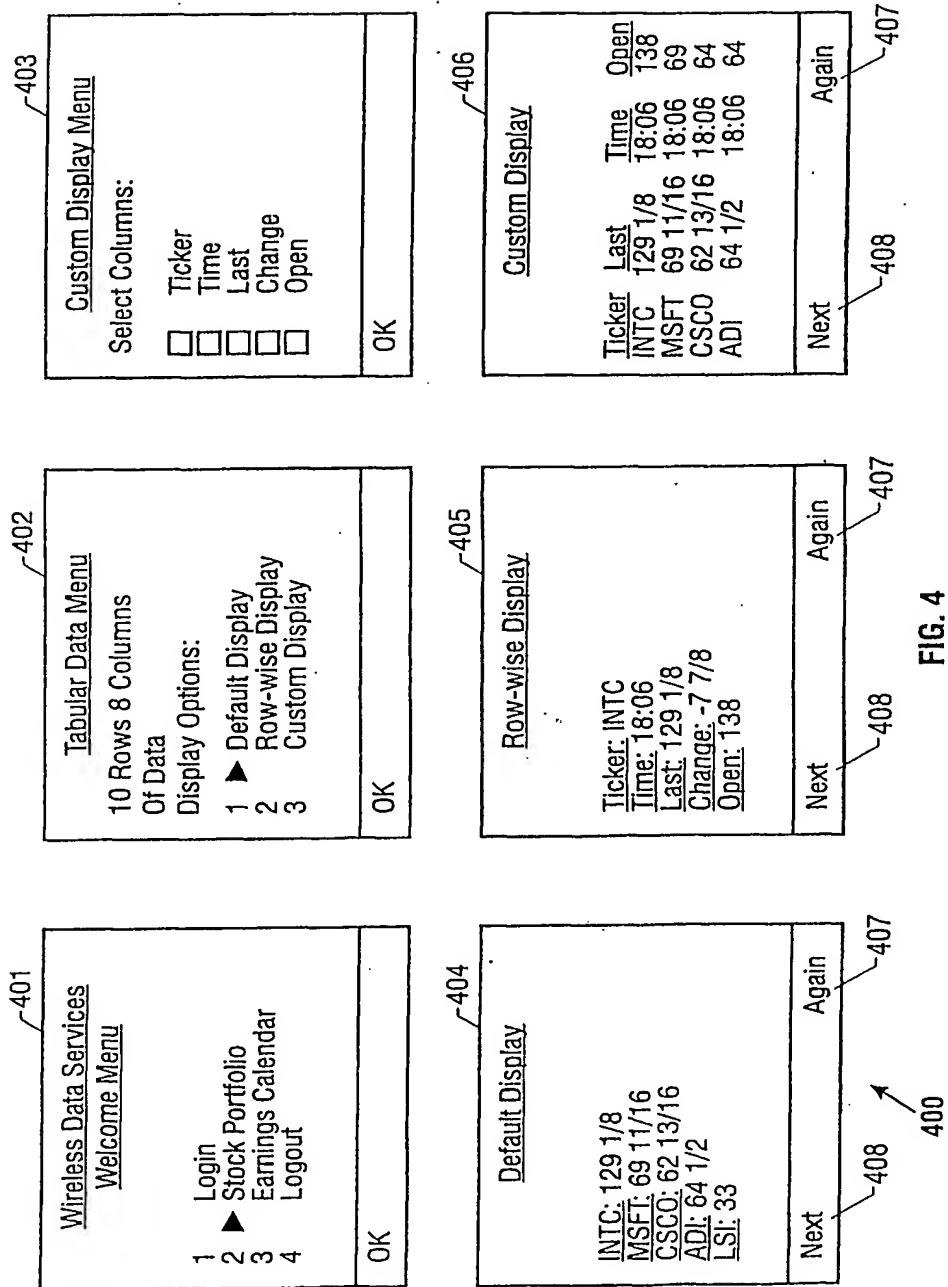 401
Wireless Data Services
Welcome Menu
1 Login
2 ▶ Stock Portfolio
3 Earnings Calendar
4 Logout
OK
402
Tabular Data Menu
10 Rows 8 Columns
Of Data
Display Options:
1 ▶ Default Display
2 Row-wise Display
3 Custom Display
OK
403
Custom Display Menu
Select Columns:
☐ Ticker
☐ Time
☐ Last
☐ Change
☐ Open
OK
404
Default Display
INTC: 129 1/8
MSFT: 69 11/16
CSCO: 62 13/16
ADI: 64 1/2
LSI: 33
Next Again
408 407
400
405
Row-wise Display
Ticker: INTC
Time: 18:06
Last: 129 1/8
Change: -7 7/8
Open: 138
Next Again
408 407
406
Custom Display
Ticker Last Time Open
INTC 129 1/8 18:06 138
MSFT 69 11/16 18:06 69
CSCO 62 13/16 18:06 64
ADI 64 1/2 18:06 64
Next Again
408 407
FIG. 4